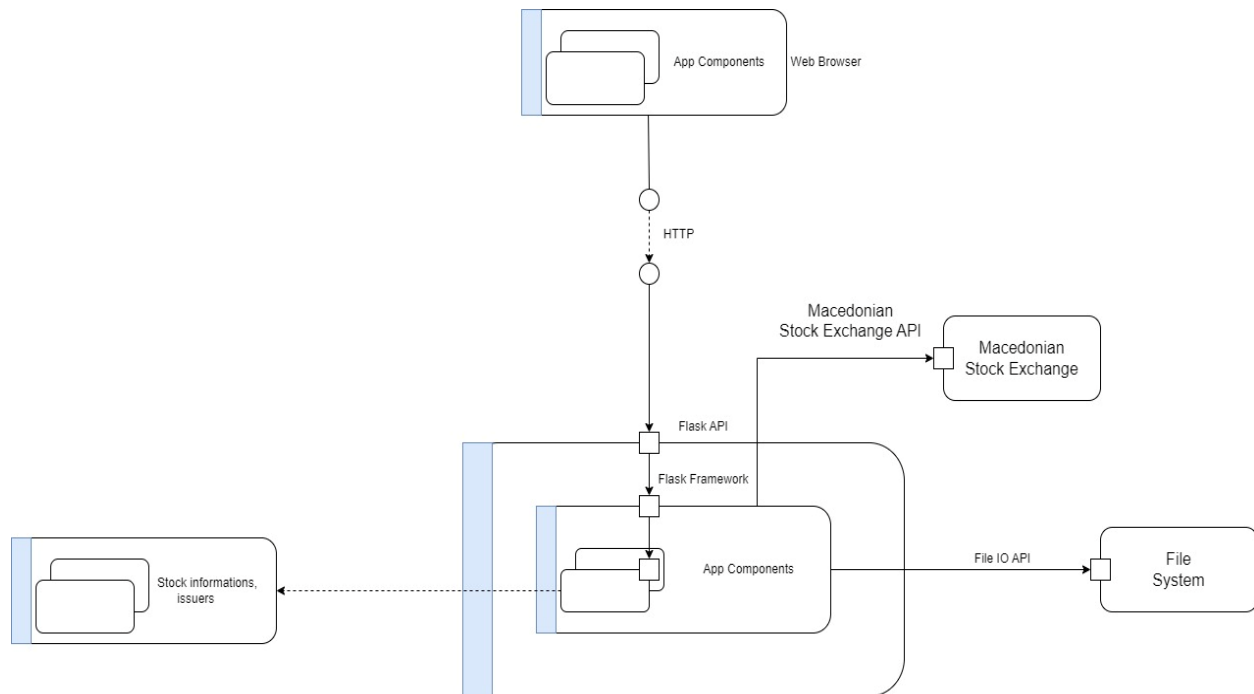 App Components
Web Browser
HTTP
Macedonian
Stock Exchange API
Macedonian
Stock Exchange
Flask API
Flask Framework
App Components
File IO API
File
System
Stock informations,
issuers